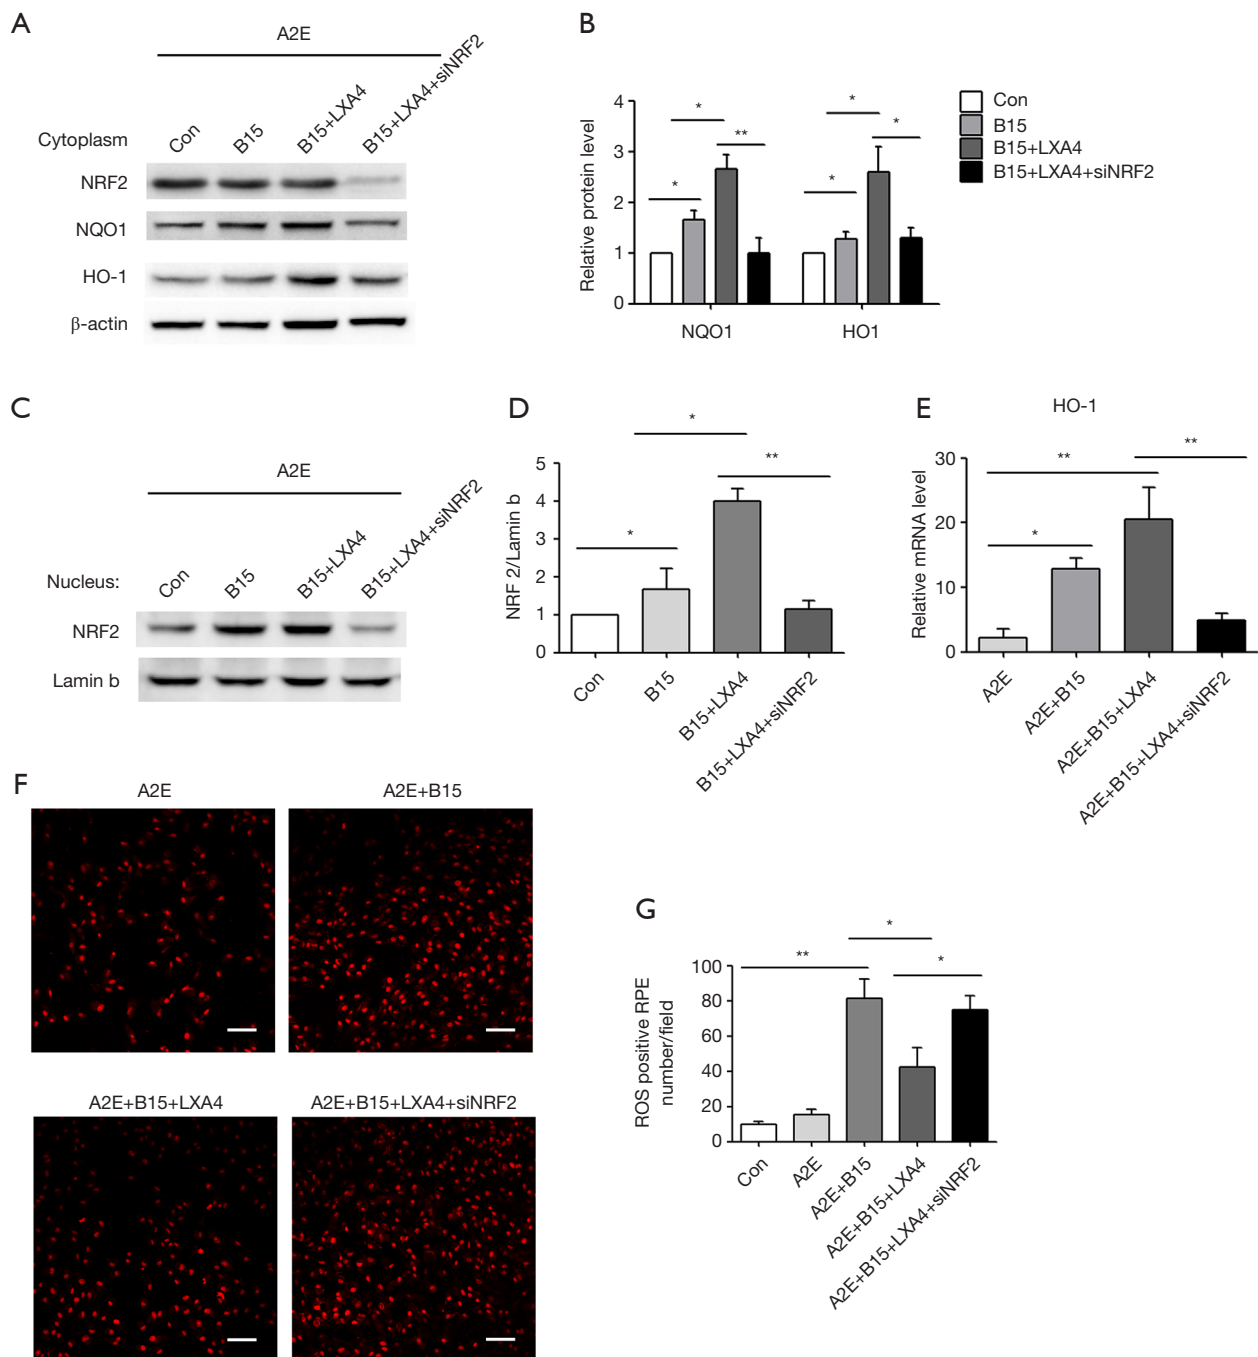 A
A2E
Cytoplasm
Con
B15
B15+LXA4
B15+LXA4+siNRF2
NRF2
NQO1
HO-1
β-actin
B
Relative protein level
4
3
2
1
0
*
*
**
*
*
*
NQO1
HO1
Con
B15
B15+LXA4
B15+LXA4+siNRF2
C
A2E
Nucleus:
Con
B15
B15+LXA4
B15+LXA4+siNRF2
NRF2
Lamin b
D
NRF 2/Lamin b
5
4
3
2
1
0
*
*
**
Con
B15
B15+LXA4
B15+LXA4+siNRF2
E
HO-1
Relative mRNA level
30
20
10
0
*
**
**
A2E
A2E+B15
A2E+B15+LXA4
A2E+B15+LXA4+siNRF2
F
A2E
A2E+B15
A2E+B15+LXA4
A2E+B15+LXA4+siNRF2
G
ROS positive RPE
number/field
100
80
60
40
20
0
**
*
*
Con
A2E
A2E+B15
A2E+B15+LXA4
A2E+B15+LXA4+siNRF2